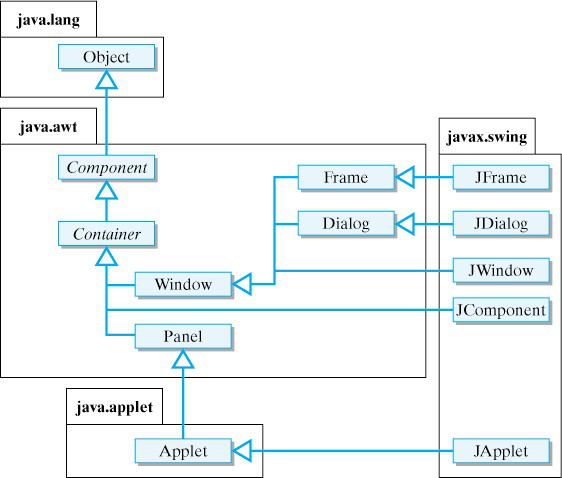 java.lang
Object
java.awt
javax.swing
Component
Frame
JFrame
Container
Dialog
JDialog
Window
JWindow
JComponent
Panel
java.applet
Applet
JApplet